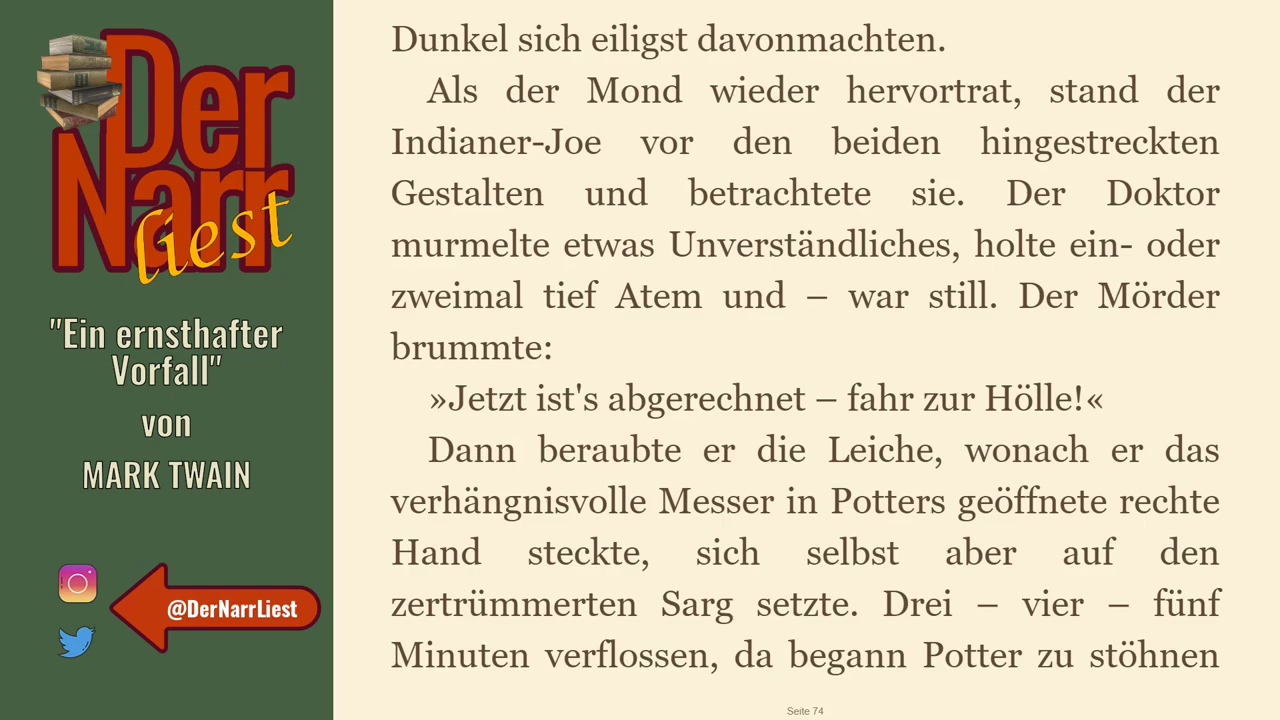 Der
Narr
liest
"Ein ernsthafter
Vorfall"
von
MARK TWAIN
@DerNarrLiest
Dunkel sich eiligst davonmachten.
Als der Mond wieder hervortrat, stand der
Indianer-Joe vor den beiden hingestreckten
Gestalten und betrachtete sie. Der Doktor
murmelte etwas Unverständliches, holte ein- oder
zweimal tief Atem und – war still. Der Mörder
brummte:
»Jetzt ist's abgerechnet – fahr zur Hölle!«
Dann beraubte er die Leiche, wonach er das
verhängnisvolle Messer in Potters geöffnete rechte
Hand steckte, sich selbst aber auf den
zertrümmerten Sarg setzte. Drei – vier – fünf
Minuten verflossen, da begann Potter zu stöhnen
Seite 74